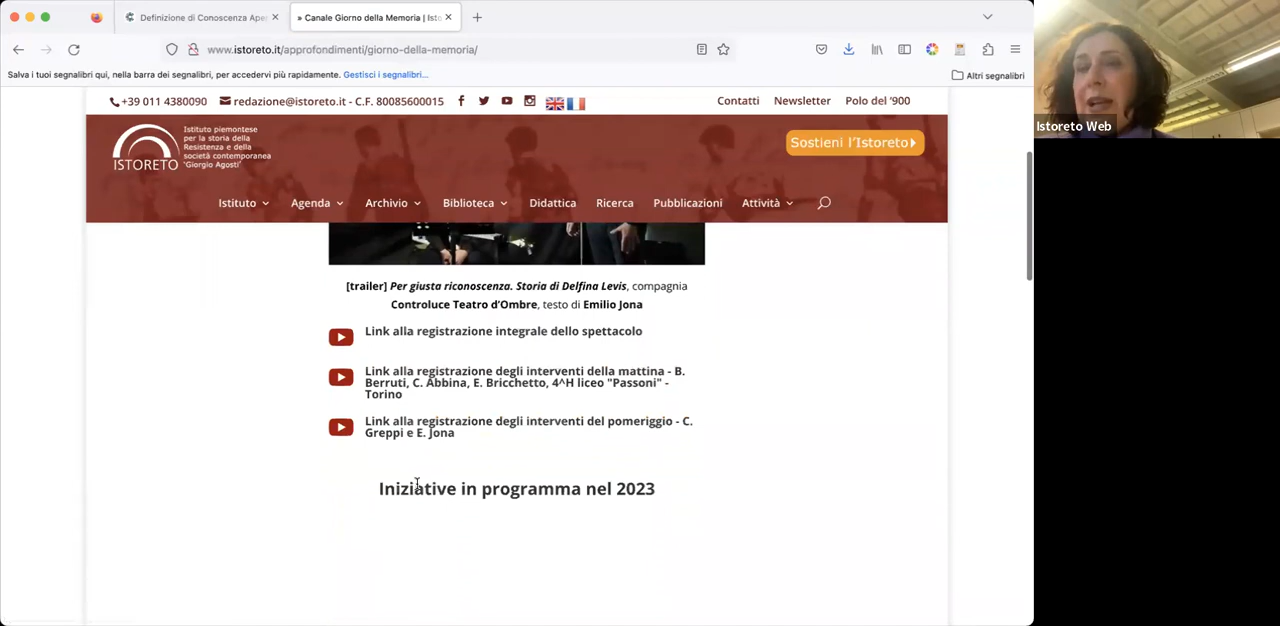 Definizione di Conoscenza Ape
» Canale Giorno della Memoria | Isto
www.istoreto.it/approfondimenti/giorno-della-memoria/
Salva i tuoi segnalibri qui, nella barra dei segnalibri, per accedervi più rapidamente. Gestisci i segnalibri...
Altri segnalibri
+39 011 4380090 redazione@istoreto.it - C.F. 80085600015
Contatti Newsletter Polo del '900
ISTORETO
Istituto piemontese
per la storia della
Resistenza e della
società contemporanea
'Giorgio Agosti'
Sostieni l'Istoreto
Istituto Agenda Archivio Biblioteca Didattica Ricerca Pubblicazioni Attività
[trailer] Per giusta riconoscenza. Storia di Delfina Levis, compagnia
Controluce Teatro d'Ombre, testo di Emilio Jona
Link alla registrazione integrale dello spettacolo
Link alla registrazione degli interventi della mattina - B.
Berruti, C. Abbina, E. Bricchetto, 4^H liceo "Passoni" -
Torino
Link alla registrazione degli interventi del pomeriggio - C.
Greppi e E. Jona
Iniziative in programma nel 2023
Istoreto Web